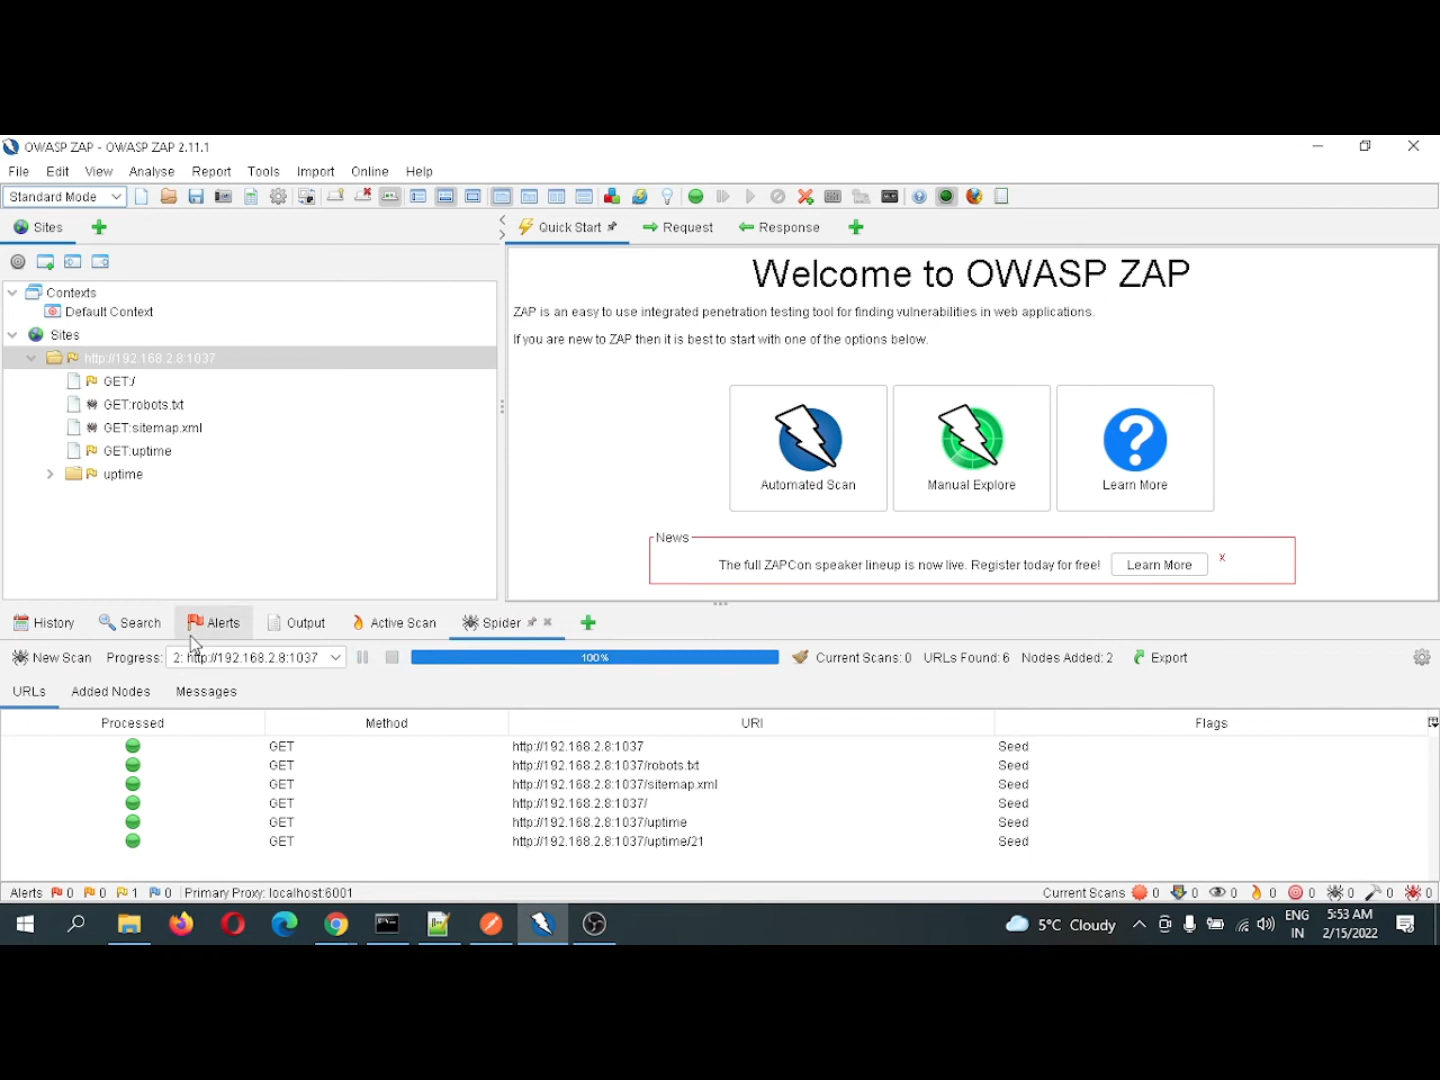 OWASP ZAP - OWASP ZAP 2.11.1
File Edit View Analyse Report Tools Import Online Help
Standard Mode
Sites
Quick Start Request Response
Contexts
Default Context
Sites
http://192.168.2.8:1037
GET:/
GET:robots.txt
GET:sitemap.xml
GET:uptime
uptime
Welcome to OWASP ZAP
ZAP is an easy to use integrated penetration testing tool for finding vulnerabilities in web applications.
If you are new to ZAP then it is best to start with one of the options below.
Automated Scan Manual Explore Learn More
News
The full ZAPCon speaker lineup is now live. Register today for free! Learn More x
History Search Alerts Output Active Scan Spider
New Scan Progress: 2: http://192.168.2.8:1037 100% Current Scans: 0 URLs Found: 6 Nodes Added: 2 Export
URLs Added Nodes Messages
Processed Method URI Flags
GET http://192.168.2.8:1037 Seed
GET http://192.168.2.8:1037/robots.txt Seed
GET http://192.168.2.8:1037/sitemap.xml Seed
GET http://192.168.2.8:1037/ Seed
GET http://192.168.2.8:1037/uptime Seed
GET http://192.168.2.8:1037/uptime/21 Seed
Alerts 0 0 1 0 Primary Proxy: localhost:6001 Current Scans 0 0 0 0 0 0 0 0
5°C Cloudy ENG 5:53 AM
IN 2/15/2022